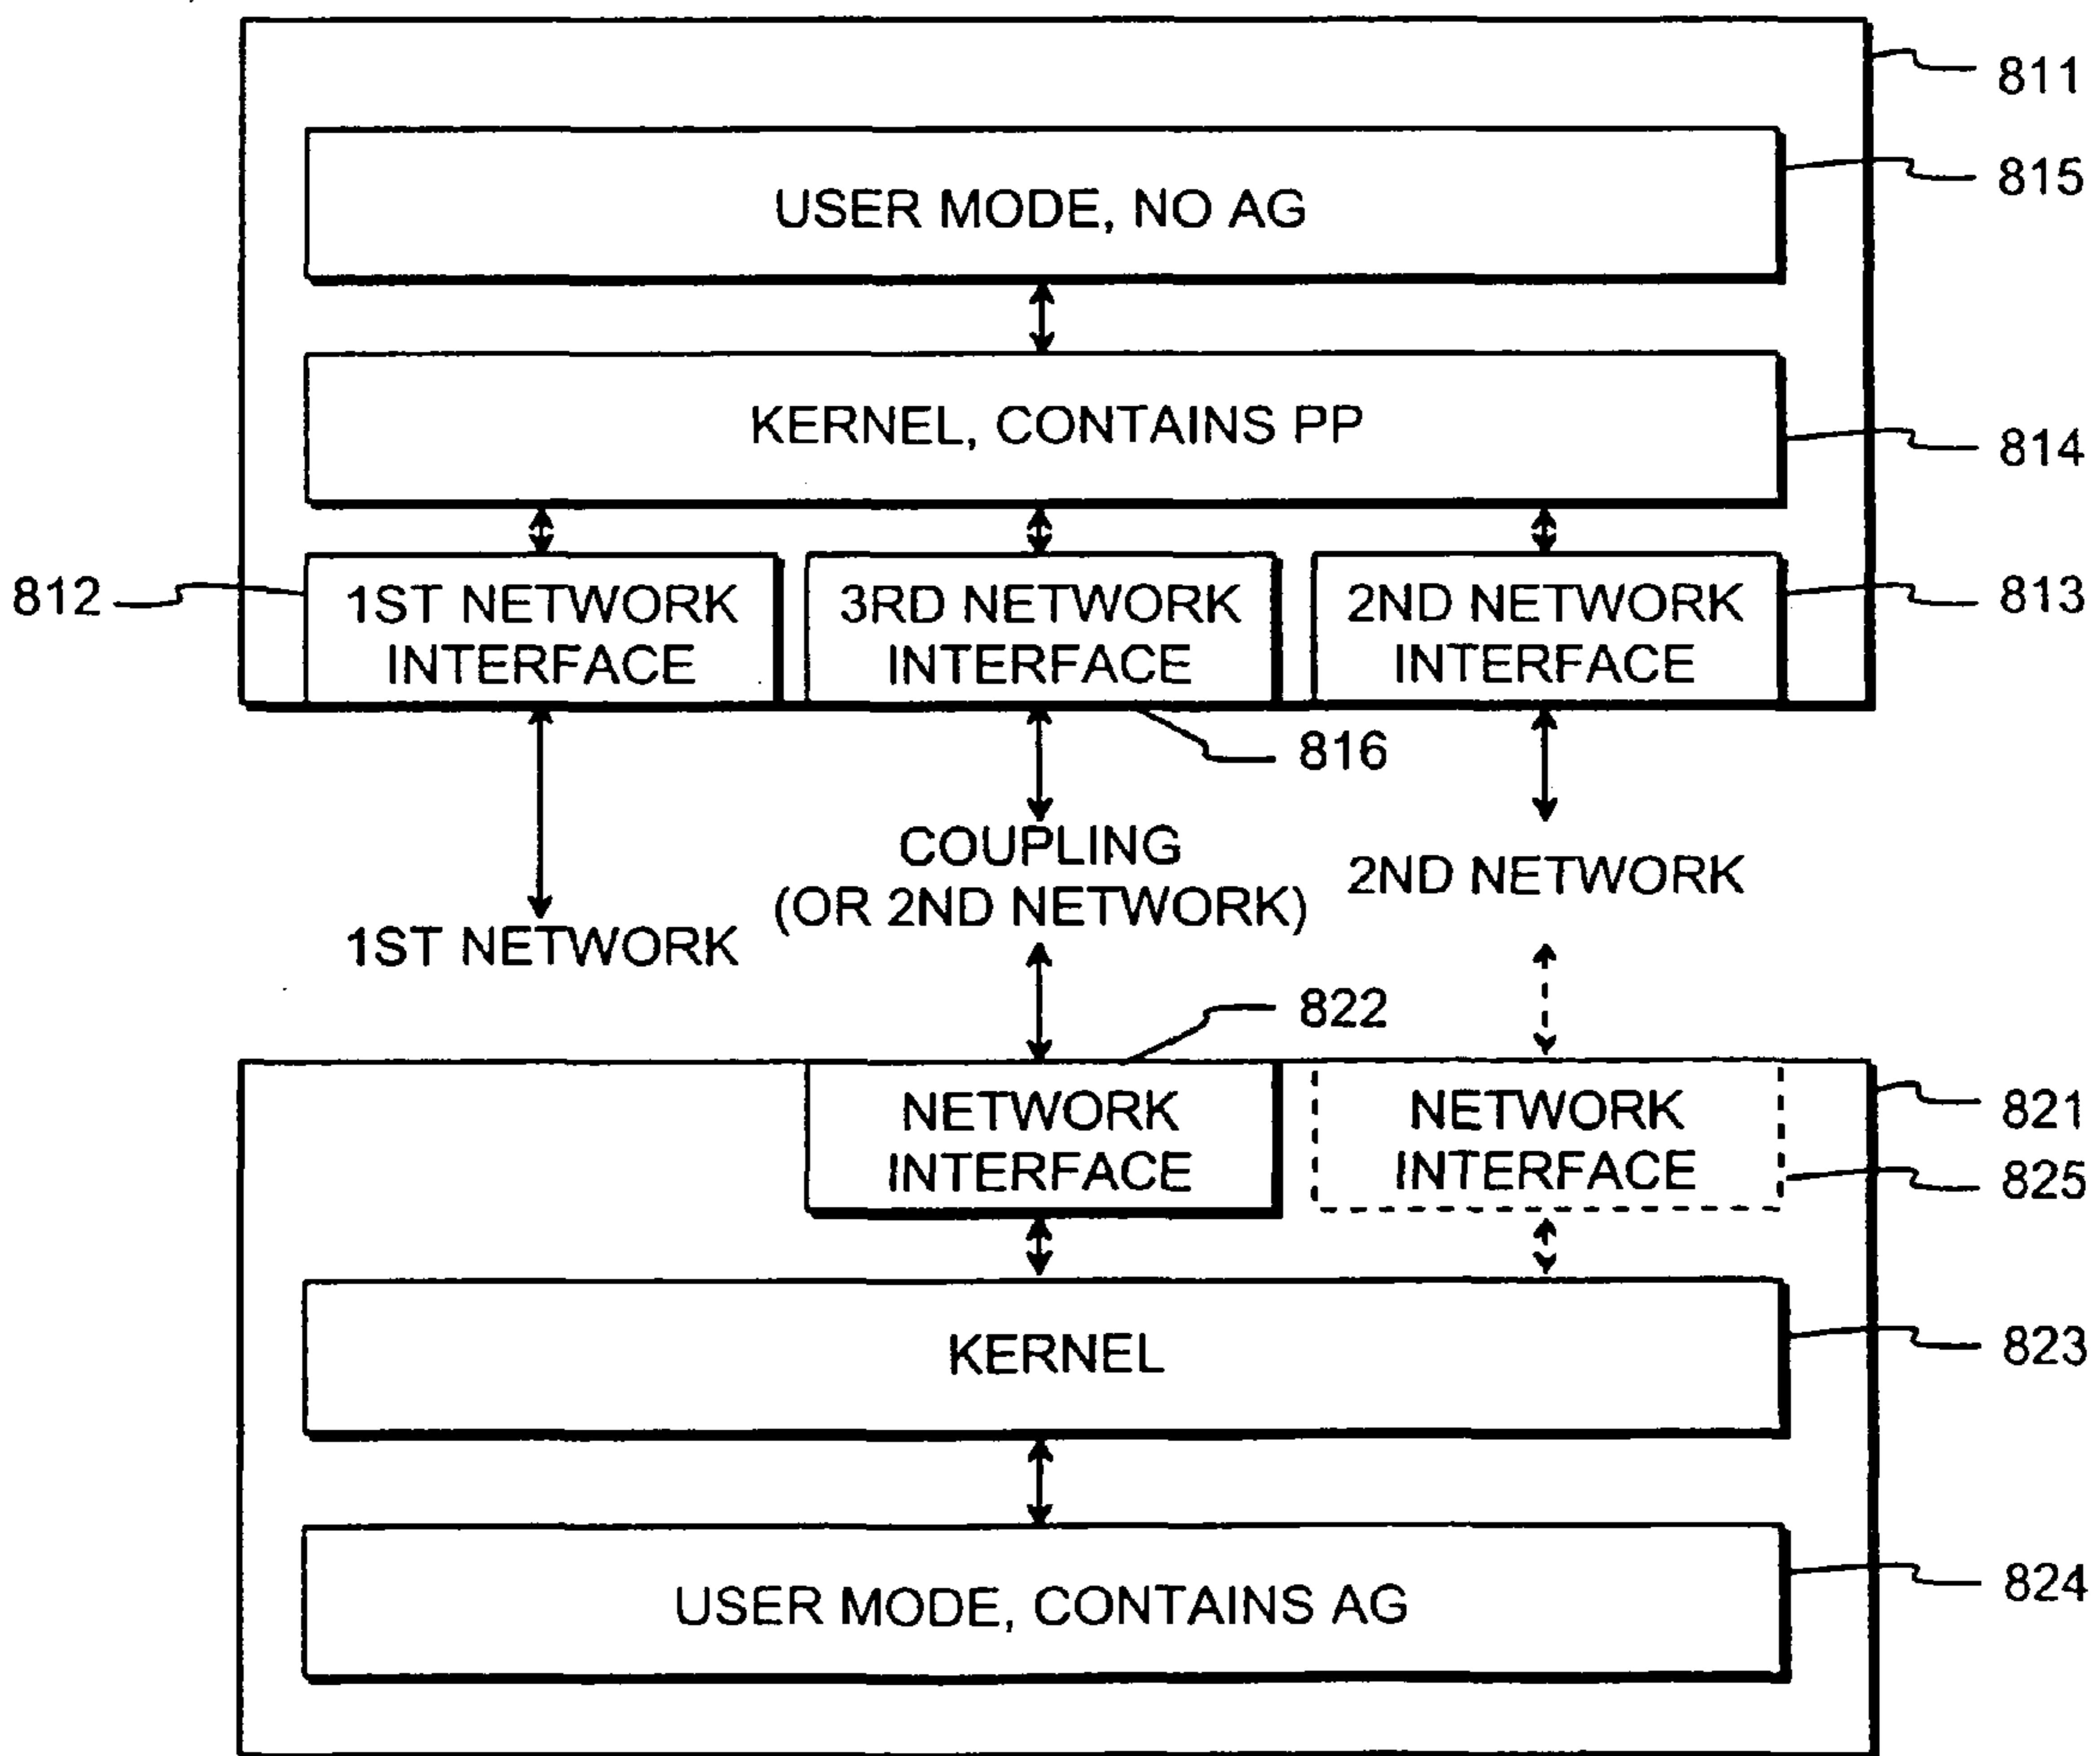 811
USER MODE, NO AG
815
KERNEL, CONTAINS PP
814
812
1ST NETWORK
INTERFACE
3RD NETWORK
INTERFACE
2ND NETWORK
INTERFACE
813
816
COUPLING
(OR 2ND NETWORK)
2ND NETWORK
1ST NETWORK
822
NETWORK
INTERFACE
NETWORK
INTERFACE
821
825
KERNEL
823
USER MODE, CONTAINS AG
824